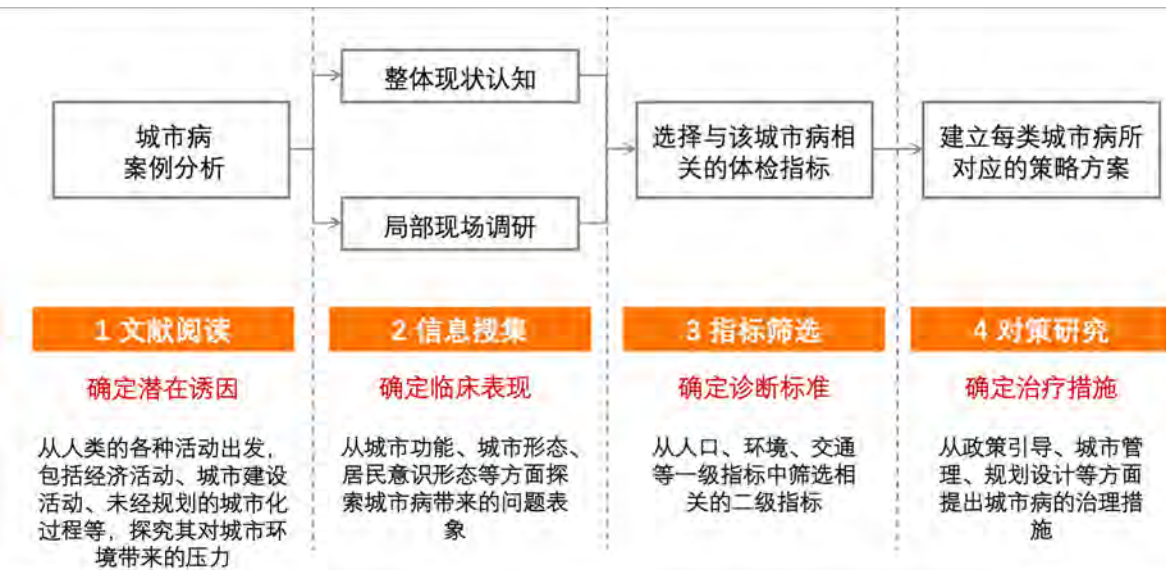 城市病
案例分析
整体现状认知
局部现场调研
选择与该城市病相
关的体检指标
建立每类城市病所
对应的策略方案
1 文献阅读
确定潜在诱因
从人类的各种活动出发，
包括经济活动、城市建设
活动、未经规划的城市化
过程等，探究其对城市环
境带来的压力
2 信息搜集
确定临床表现
从城市功能、城市形态、
居民意识形态等方面探
索城市病带来的问题表
象
3 指标筛选
确定诊断标准
从人口、环境、交通
等一级指标中筛选相
关的二级指标
4 对策研究
确定治疗措施
从政策引导、城市管
理、规划设计等方面
提出城市病的治理措
施